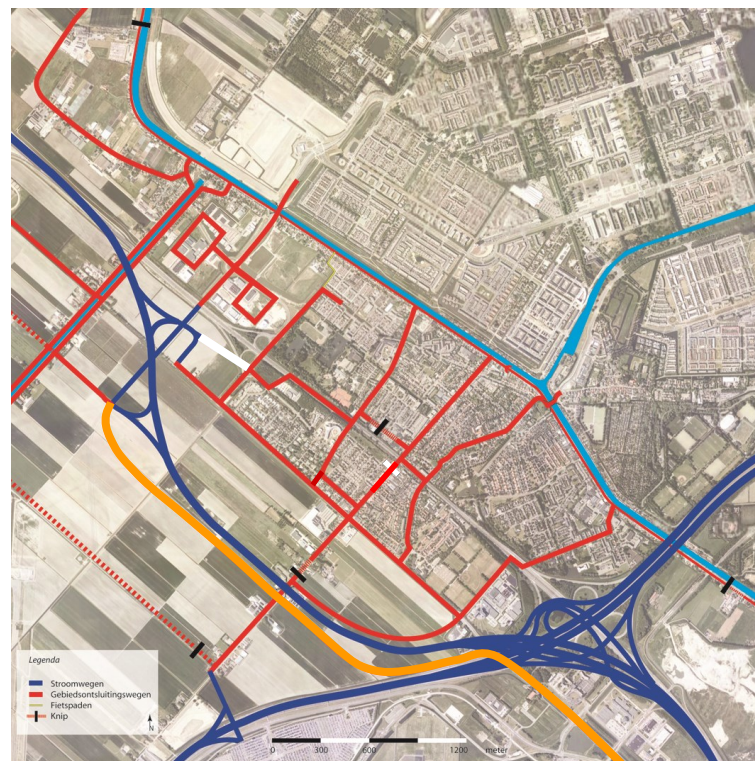 Legenda
Stroomwegen
Gebiedsontsluitingswegen
Fietspaden
Knip
N
0 300 600 1200 meter